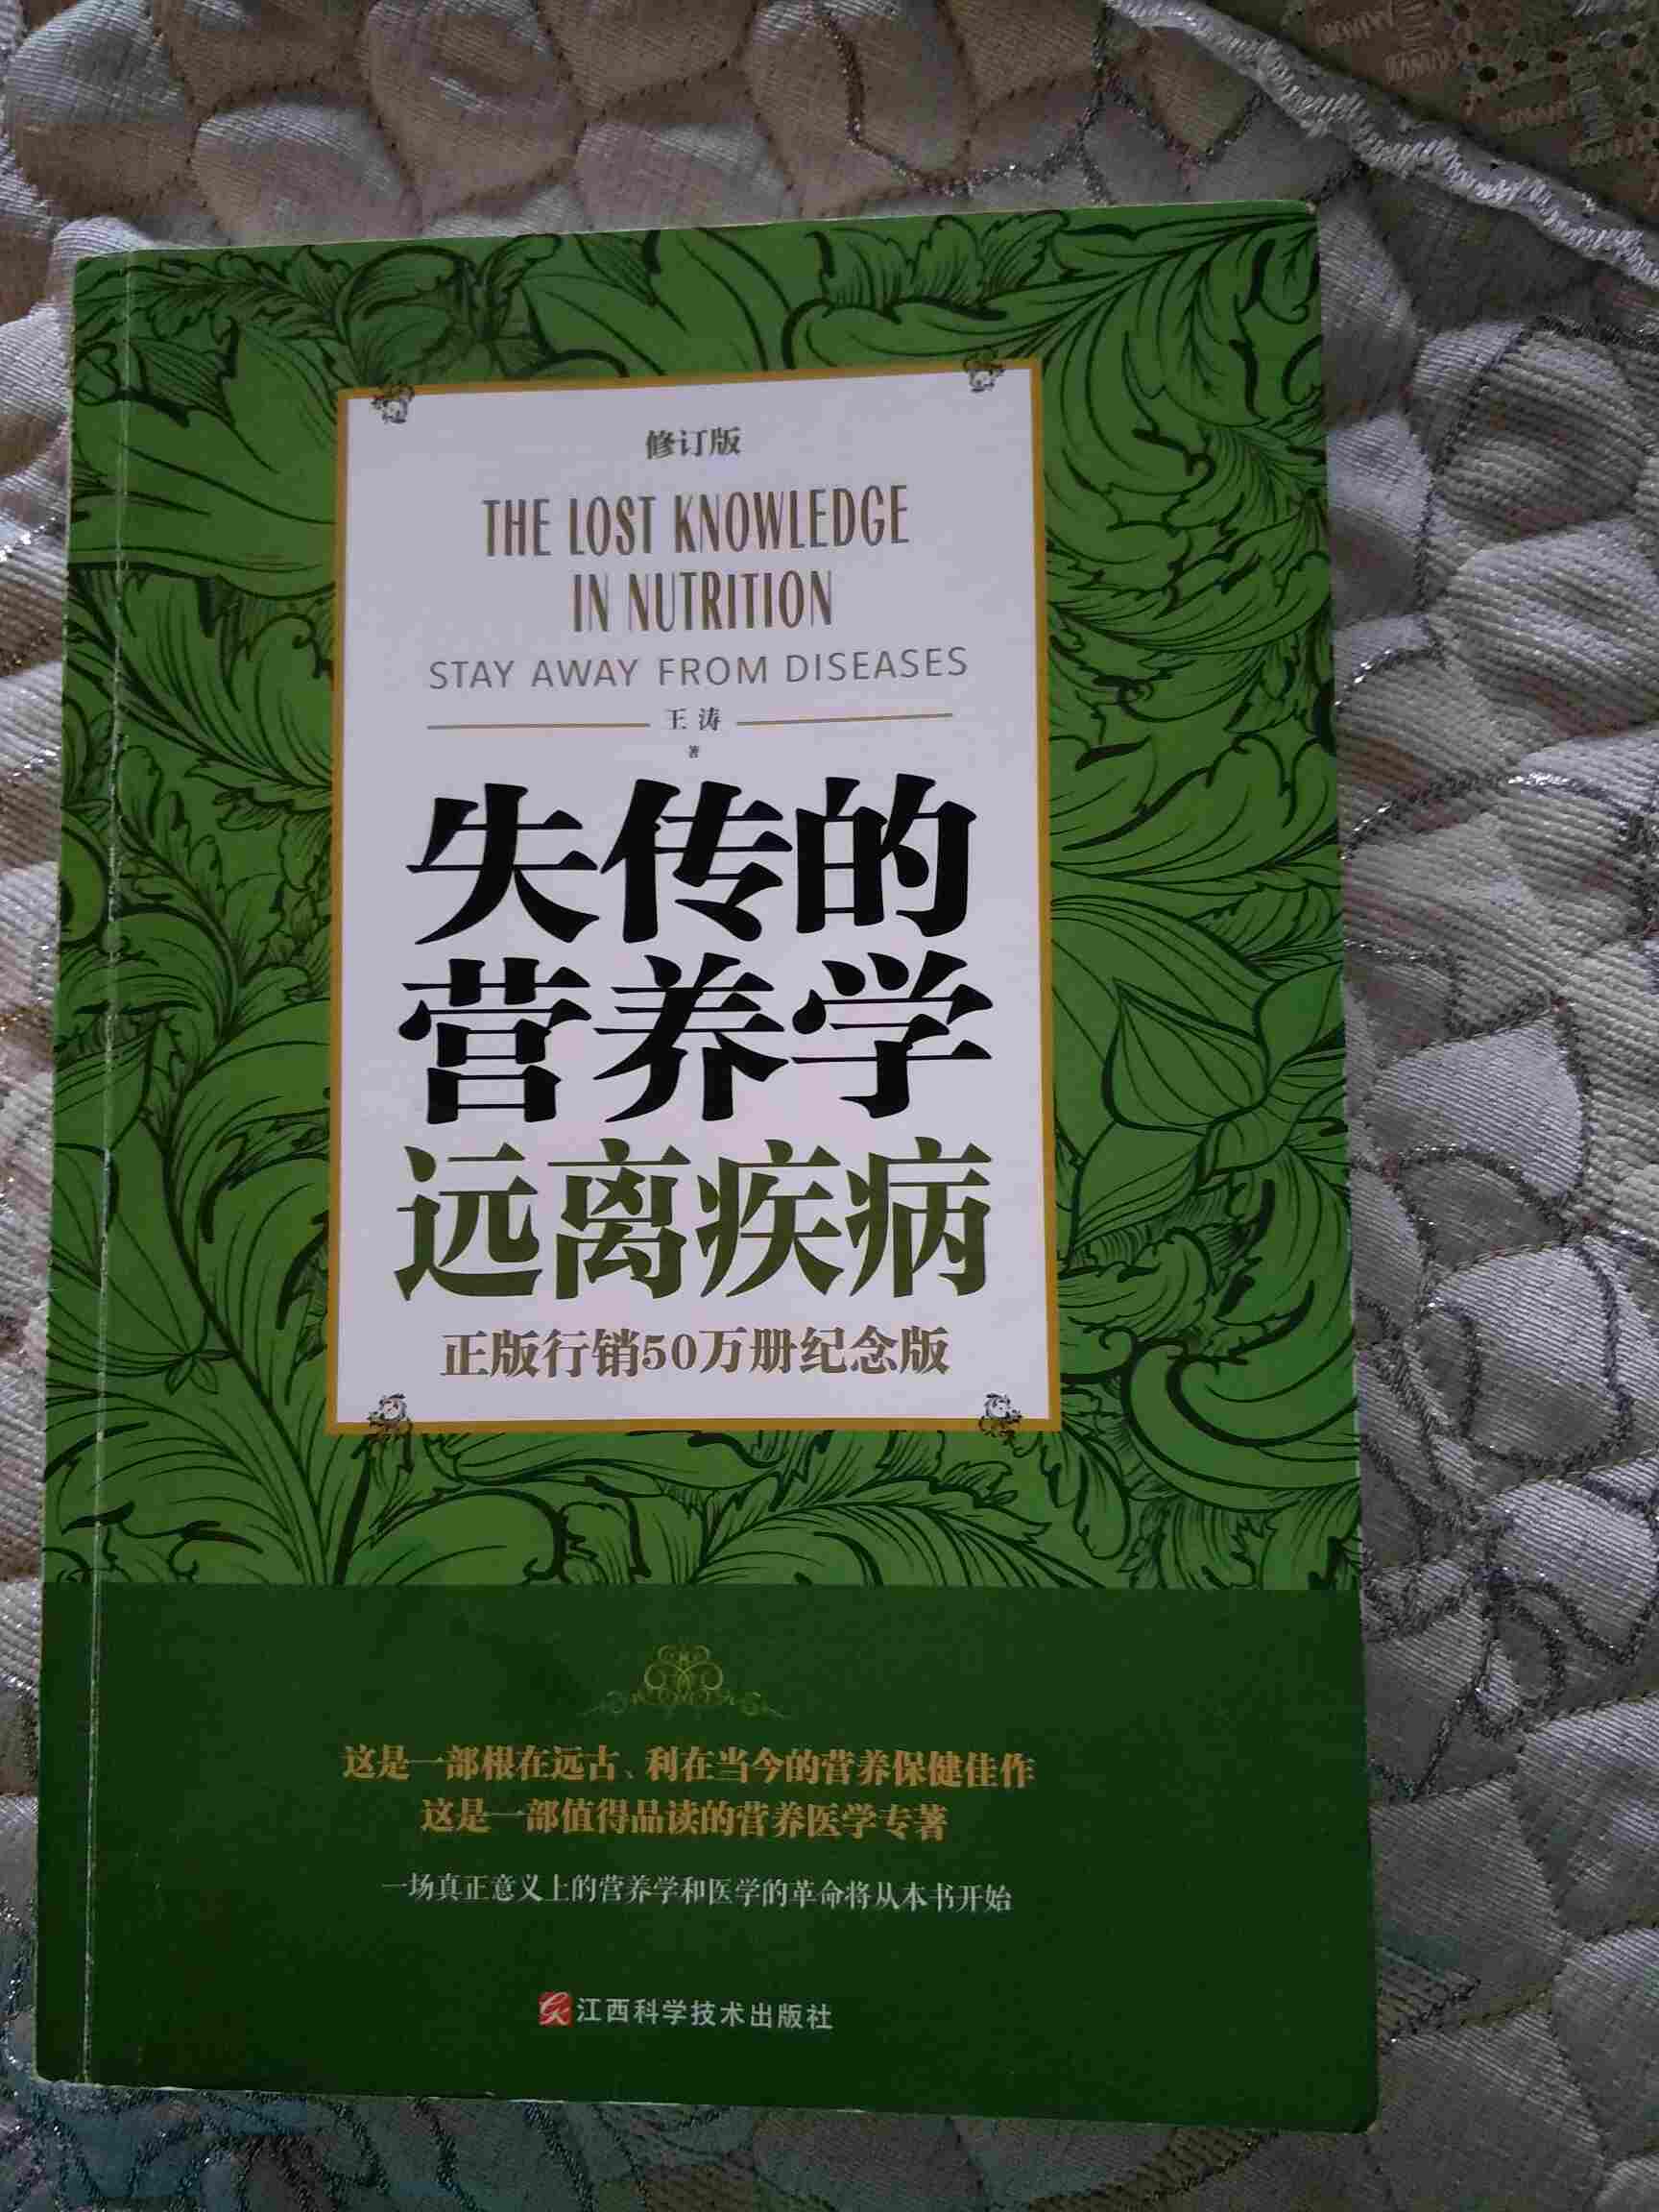 修订版
THE LOST KNOWLEDGE
IN NUTRITION
STAY AWAY FROM DISEASES
王 涛
著
失传的
营养学
远离疾病
正版行销50万册纪念版
这是一部根在远古、利在当今的营养保健佳作
这是一部值得品读的营养医学专著
一场真正意义上的营养学和医学的革命将从本书开始
江西科学技术出版社